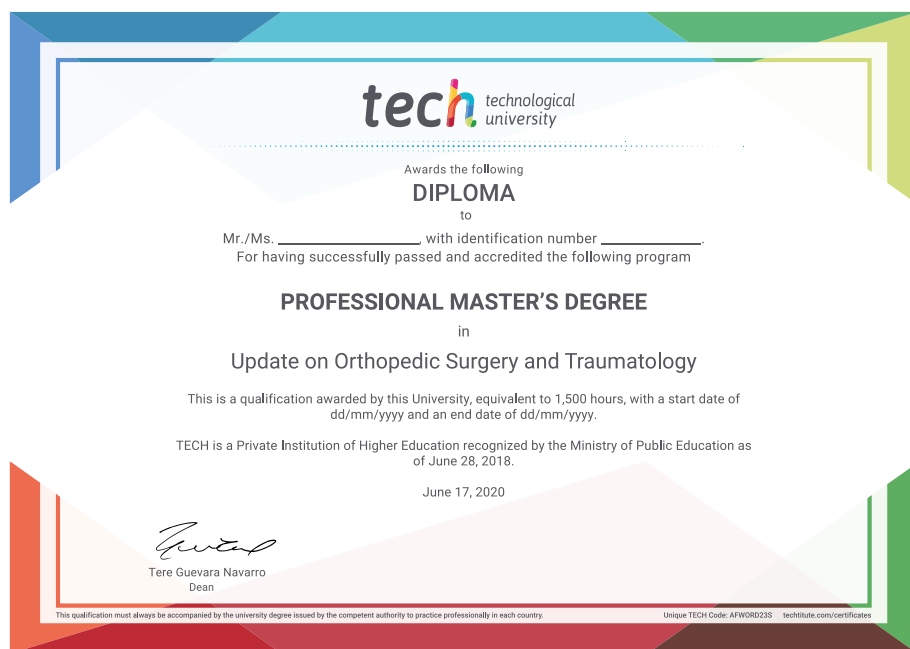 tech technological
university
Awards the following
DIPLOMA
to
Mr./Ms. ____________________, with identification number ______________.
For having successfully passed and accredited the following program
PROFESSIONAL MASTER'S DEGREE
in
Update on Orthopedic Surgery and Traumatology
This is a qualification awarded by this University, equivalent to 1,500 hours, with a start date of
dd/mm/yyyy and an end date of dd/mm/yyyy.
TECH is a Private Institution of Higher Education recognized by the Ministry of Public Education as
of June 28, 2018.
June 17, 2020
Tere Guevara Navarro
Dean
This qualification must always be accompanied by the university degree issued by the competent authority to practice professionally in each country. Unique TECH Code: AFWORD23S techtitute.com/certificates